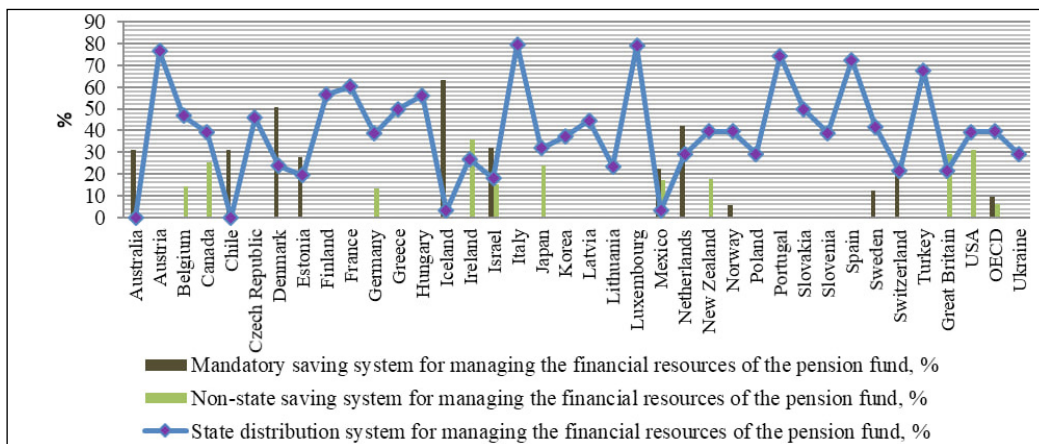 90
80
70
60
50
40
30
20
10
0
%
Australia
Austria
Belgium
Canada
Chile
Czech Republic
Denmark
Estonia
Finland
France
Germany
Greece
Hungary
Iceland
Ireland
Israel
Italy
Japan
Korea
Latvia
Lithuania
Luxembourg
Mexico
Netherlands
New Zealand
Norway
Poland
Portugal
Slovakia
Slovenia
Spain
Sweden
Switzerland
Turkey
Great Britain
USA
OECD
Ukraine
Mandatory saving system for managing the financial resources of the pension fund, %
Non-state saving system for managing the financial resources of the pension fund, %
State distribution system for managing the financial resources of the pension fund, %